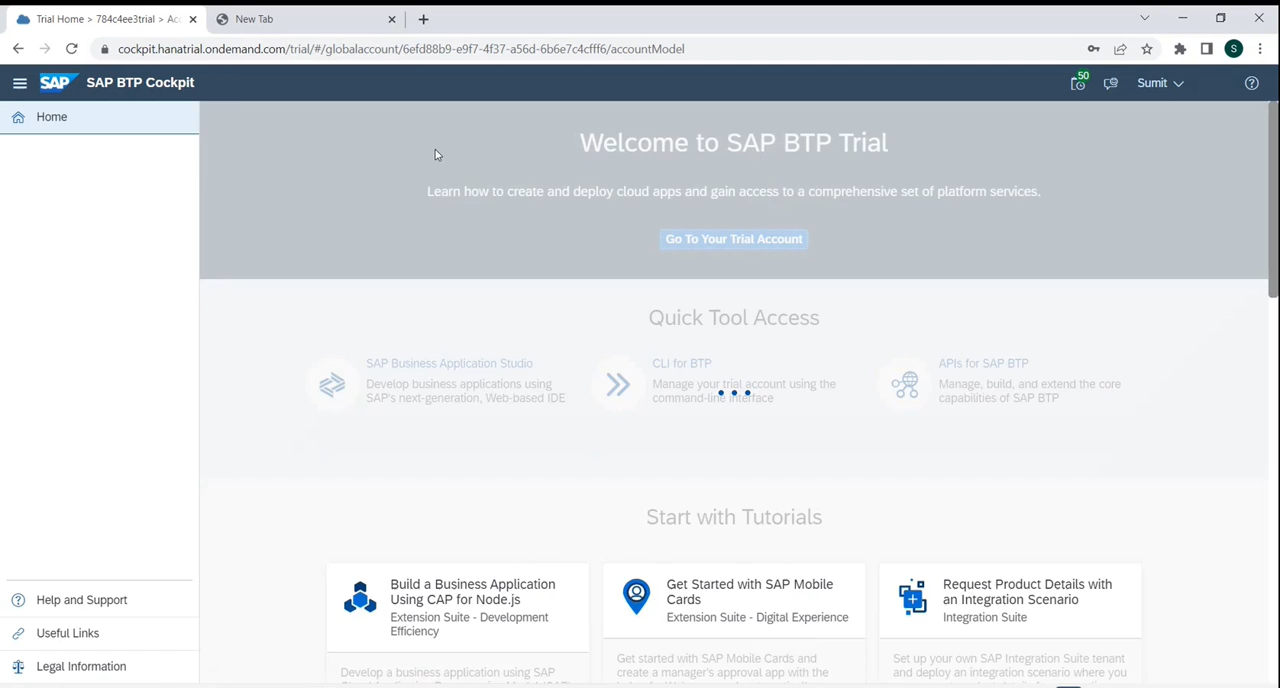 Trial Home > 784c4ee3trial > Acc
New Tab
cockpit.hanatrial.ondemand.com/trial/#/globalaccount/6efd88b9-e9f7-4f37-a56d-6b6e7c4cfff6/accountModel
S
SAP SAP BTP Cockpit
50
Sumit
Home
Welcome to SAP BTP Trial
Learn how to create and deploy cloud apps and gain access to a comprehensive set of platform services.
Go To Your Trial Account
Quick Tool Access
SAP Business Application Studio
Develop business applications using
SAP's next-generation, Web-based IDE
CLI for BTP
Manage your trial account using the
command-line interface
APIs for SAP BTP
Manage, build, and extend the core
capabilities of SAP BTP
Start with Tutorials
Build a Business Application
Using CAP for Node.js
Extension Suite - Development
Efficiency
Develop a business application using SAP
Get Started with SAP Mobile
Cards
Extension Suite - Digital Experience
Get started with SAP Mobile Cards and
create a manager's approval app with the
Request Product Details with
an Integration Scenario
Integration Suite
Set up your own SAP Integration Suite tenant
and deploy an integration scenario where you
Help and Support
Useful Links
Legal Information